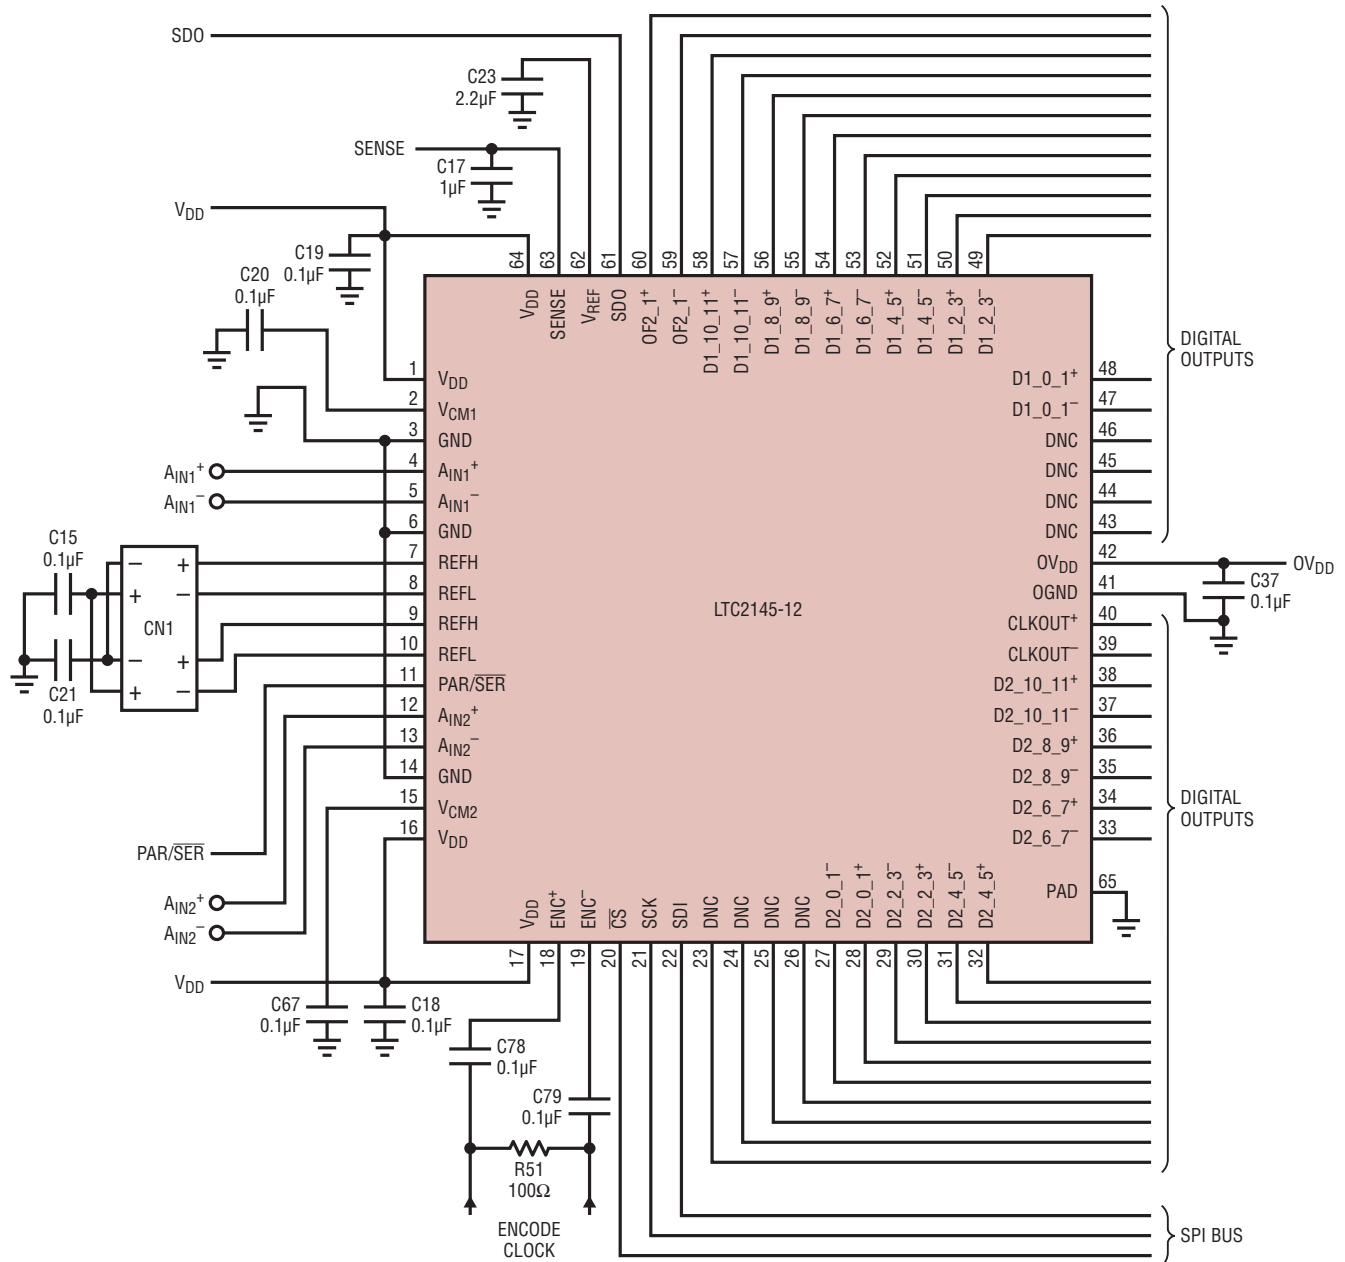 SDO
C23
2.2µF
SENSE
C17
1µF
VDD
C19
0.1µF
C20
0.1µF
64
63
62
61
60
59
58
57
56
55
54
53
52
51
50
49
VDD
SENSE
VREF
SDO
OF2_1+
OF2_1–
D1_10_11+
D1_10_11–
D1_8_9+
D1_8_9–
D1_6_7+
D1_6_7–
D1_4_5+
D1_4_5–
D1_2_3+
D1_2_3–
DIGITAL
OUTPUTS
1 VDD
2 VCM1
3 GND
AIN1+ 4 AIN1+
AIN1– 5 AIN1–
6 GND
7 REFH
8 REFL
9 REFH
10 REFL
11 PAR/SER
12 AIN2+
13 AIN2–
14 GND
15 VCM2
16 VDD
C15
0.1µF
– +
+ –
CN1
– +
+ –
C21
0.1µF
LTC2145-12
D1_0_1+ 48
D1_0_1– 47
DNC 46
DNC 45
DNC 44
DNC 43
OVDD 42
OGND 41
CLKOUT+ 40
CLKOUT– 39
D2_10_11+ 38
D2_10_11– 37
D2_8_9+ 36
D2_8_9– 35
D2_6_7+ 34
D2_6_7– 33
PAD 65
OVDD
C37
0.1µF
DIGITAL
OUTPUTS
PAR/SER
AIN2+
AIN2–
VDD
VDD
ENC+
ENC–
CS
SCK
SDI
DNC
DNC
DNC
DNC
D2_0_1–
D2_0_1+
D2_2_3–
D2_2_3+
D2_4_5–
D2_4_5+
17
18
19
20
21
22
23
24
25
26
27
28
29
30
31
32
C67
0.1µF
C18
0.1µF
C78
0.1µF
C79
0.1µF
R51
100Ω
ENCODE
CLOCK
SPI BUS